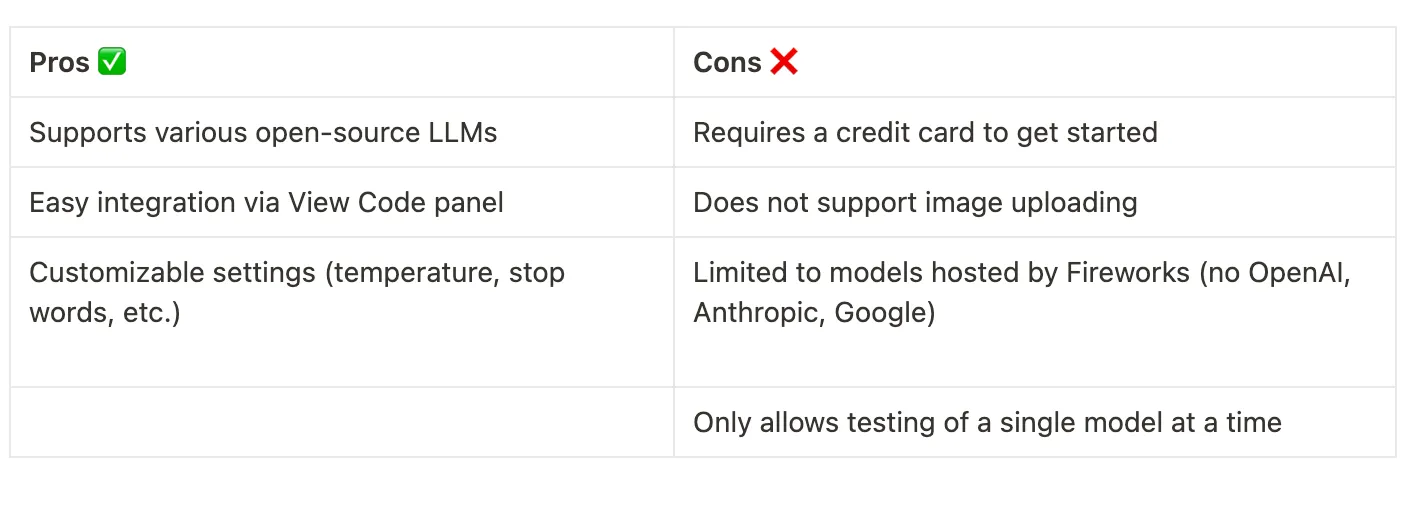 Pros ✅
Cons ❌
Supports various open-source LLMs
Requires a credit card to get started
Easy integration via View Code panel
Does not support image uploading
Customizable settings (temperature, stop
words, etc.)
Limited to models hosted by Fireworks (no OpenAI,
Anthropic, Google)
Only allows testing of a single model at a time